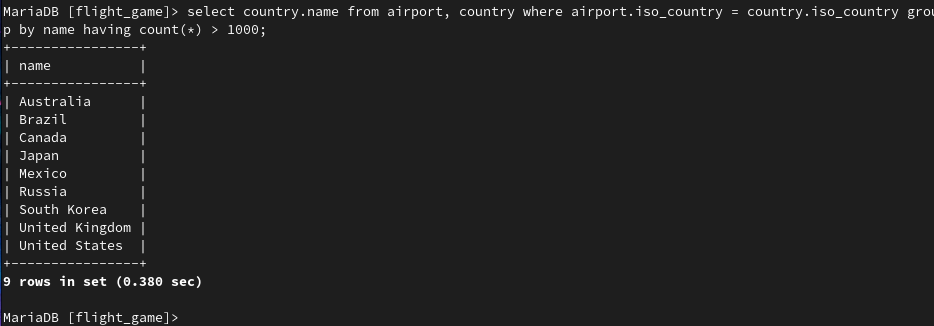 MariaDB [flight_game]> select country.name from airport, country where airport.iso_country = country.iso_country grou
p by name having count(*) > 1000;
+----------------+
| name           |
+----------------+
| Australia      |
| Brazil         |
| Canada         |
| Japan          |
| Mexico         |
| Russia         |
| South Korea    |
| United Kingdom |
| United States  |
+----------------+
9 rows in set (0.380 sec)

MariaDB [flight_game]>